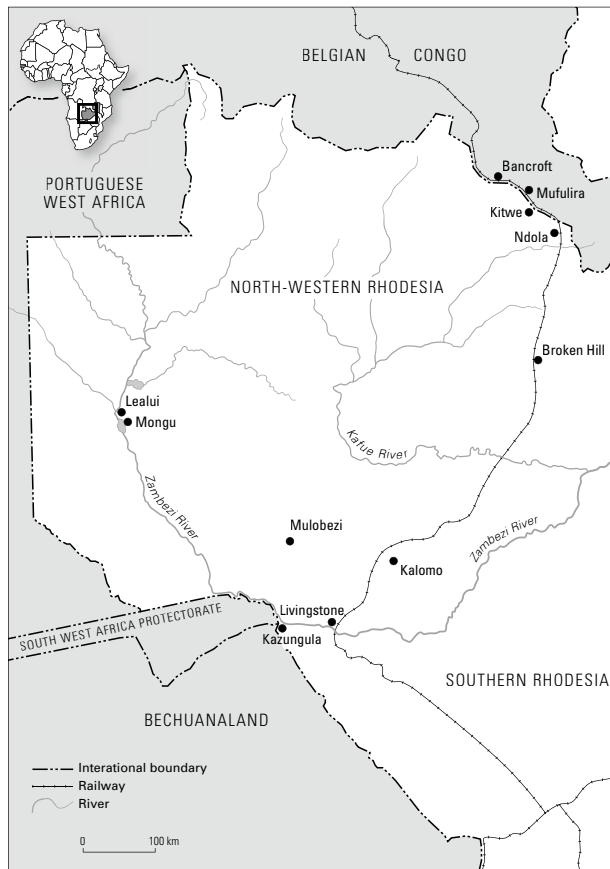 BELGIAN CONGO
PORTUGUESE
WEST AFRICA
Bancroft
Mufulira
Kitwe
Ndola
NORTH-WESTERN RHODESIA
Broken Hill
Lealui
Mongu
Kafue River
Zambezi River
Zambezi River
Mulobezi
Kalomo
Livingstone
SOUTH WEST AFRICA PROTECTORATE
Kazungula
SOUTHERN RHODESIA
BECHUANALAND
Interational boundary
Railway
River
0 100 km